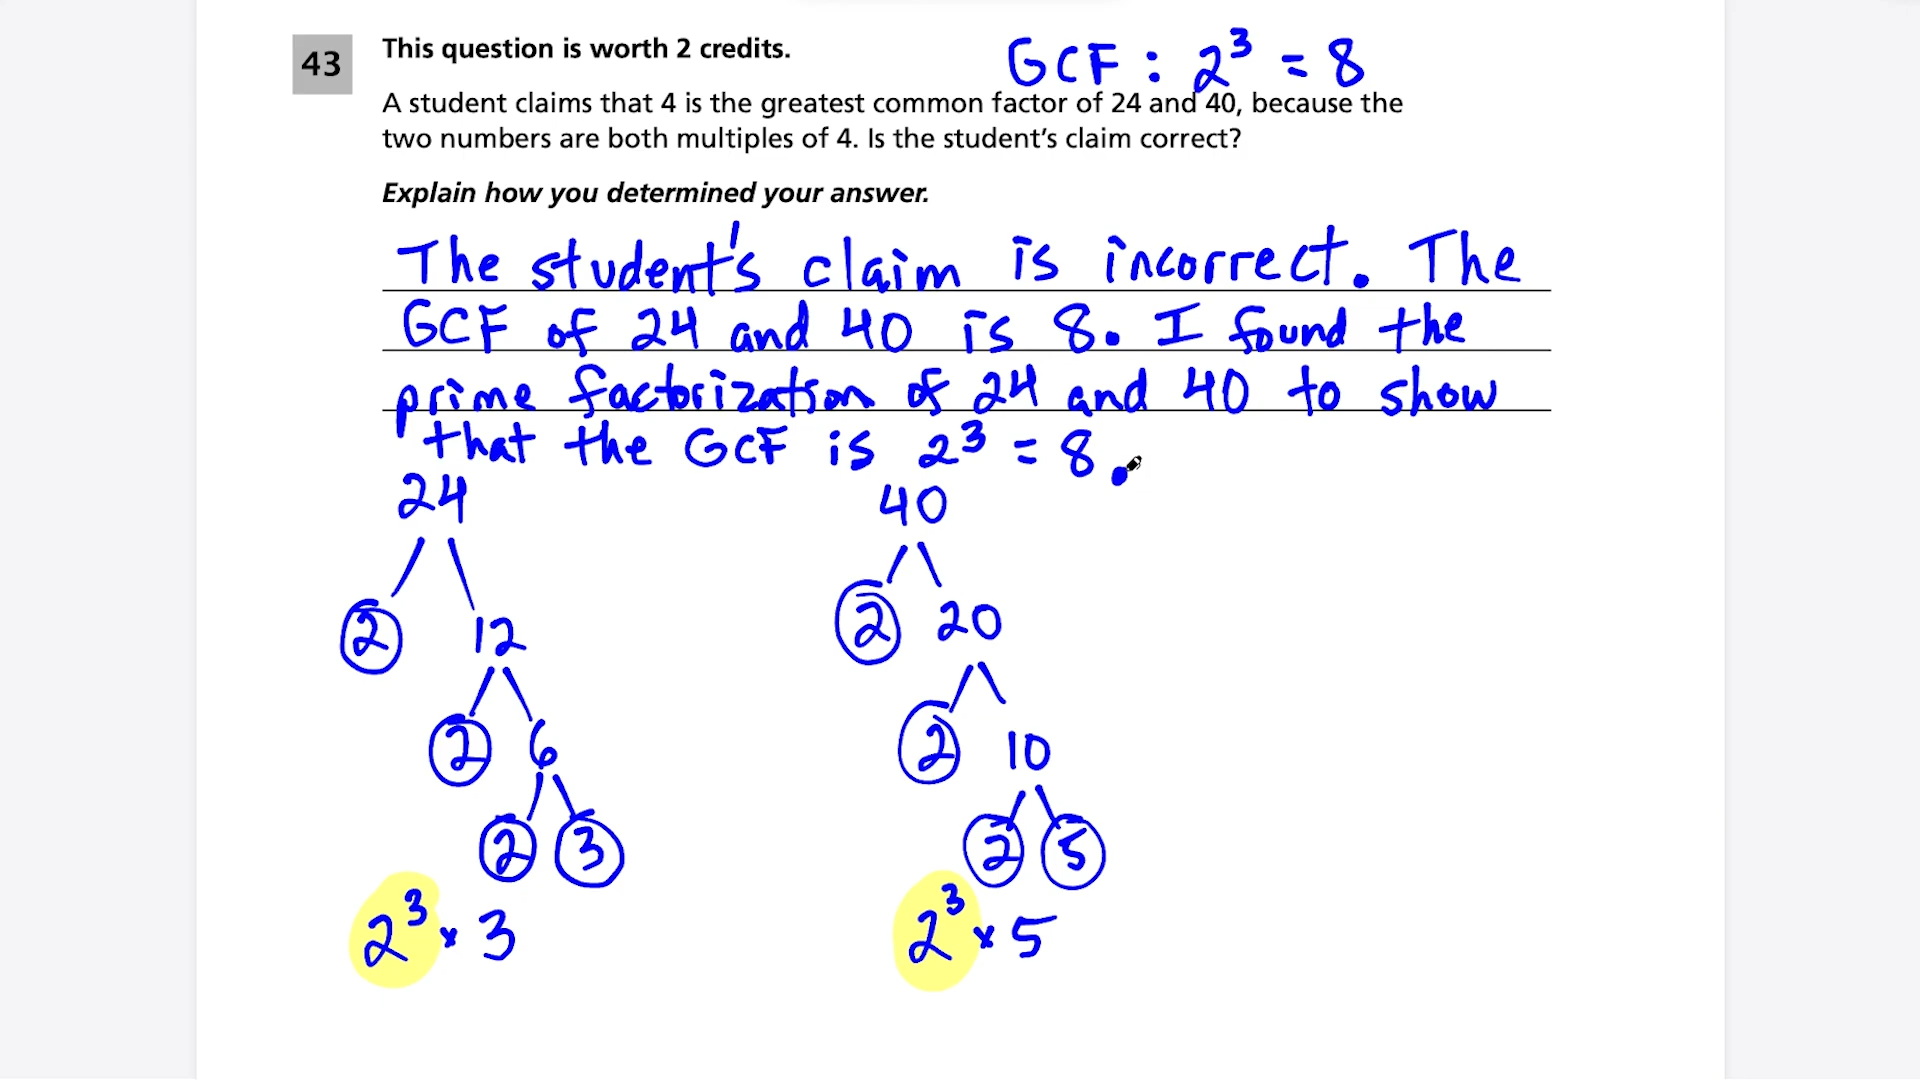 43
This question is worth 2 credits.
GCF : 2³ = 8
A student claims that 4 is the greatest common factor of 24 and 40, because the
two numbers are both multiples of 4. Is the student's claim correct?
Explain how you determined your answer.
The student's claim is incorrect. The
GCF of 24 and 40 is 8. I found the
prime factorization of 24 and 40 to show
that the GCF is 2³ = 8.
24 40
2 12 2 20
2 6 2 10
2 3 2 5
2³ × 3 2³ × 5